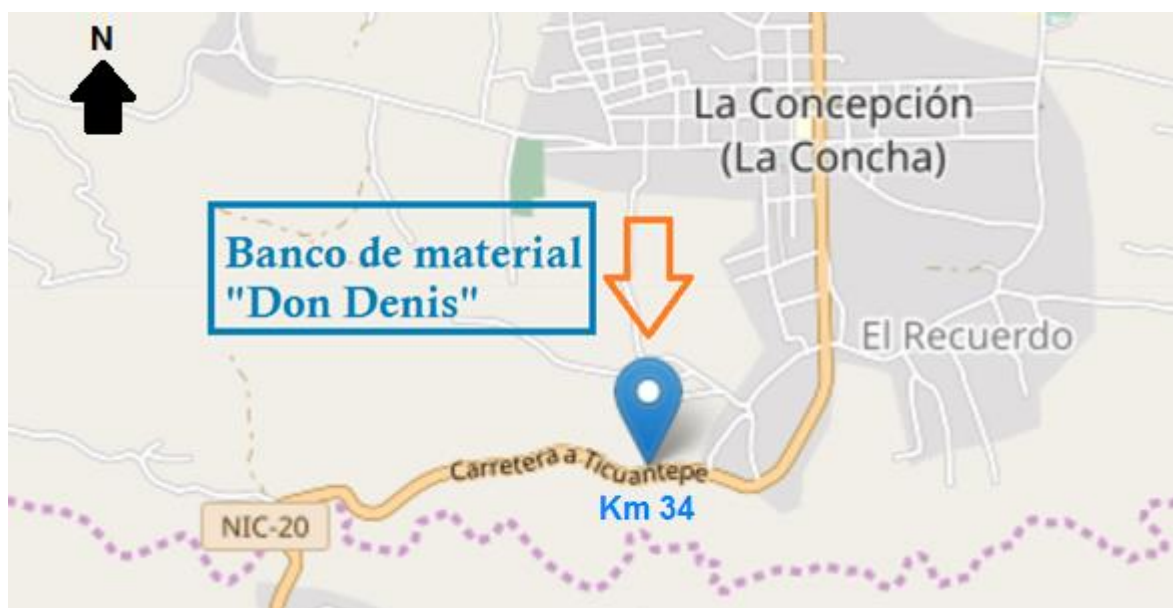 N
La Concepción
(La Concha)
Banco de material
"Don Denis"
El Recuerdo
Carretera a Ticuantepe
Km 34
NIC-20